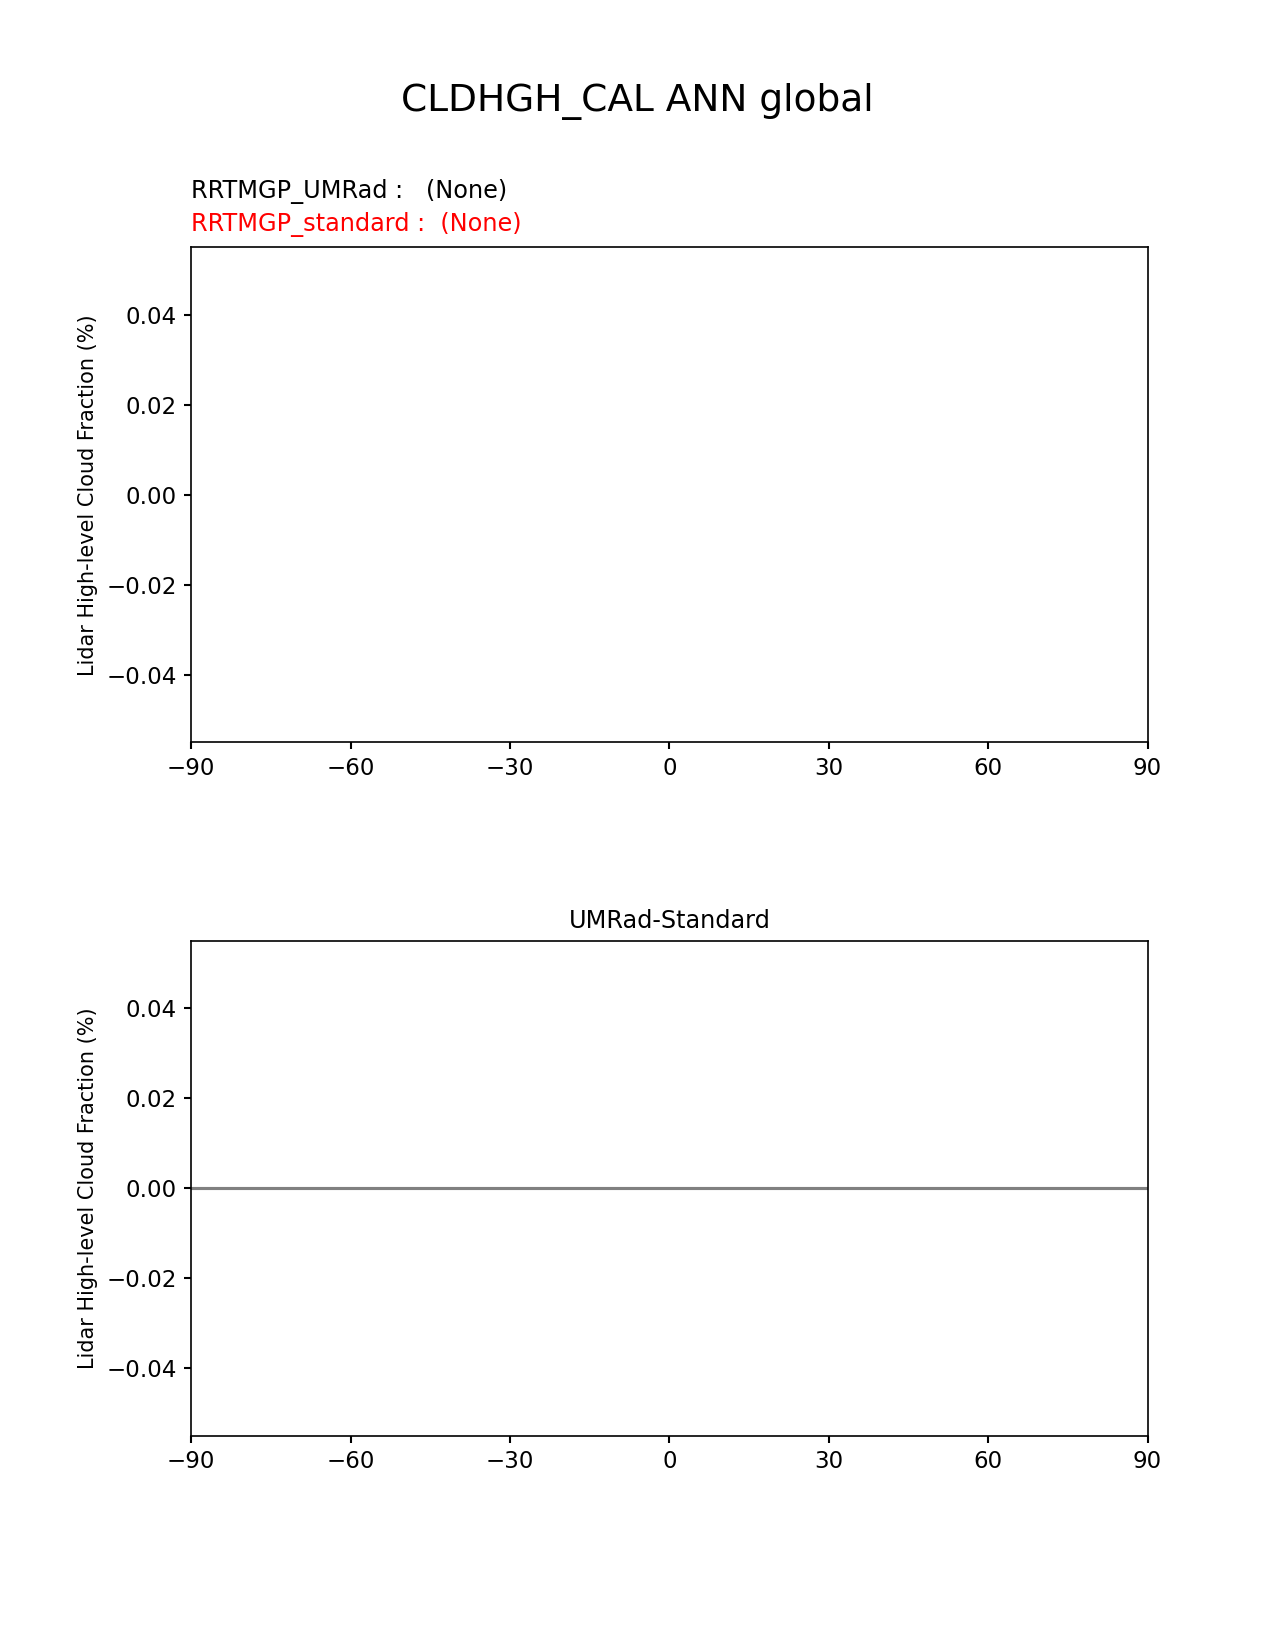 CLDHGH_CAL ANN global
RRTMGP_UMRad :   (None)
RRTMGP_standard :  (None)
Lidar High-level Cloud Fraction (%)
0.04
0.02
0.00
−0.02
−0.04
−90 −60 −30 0 30 60 90
UMRad-Standard
Lidar High-level Cloud Fraction (%)
0.04
0.02
0.00
−0.02
−0.04
−90 −60 −30 0 30 60 90